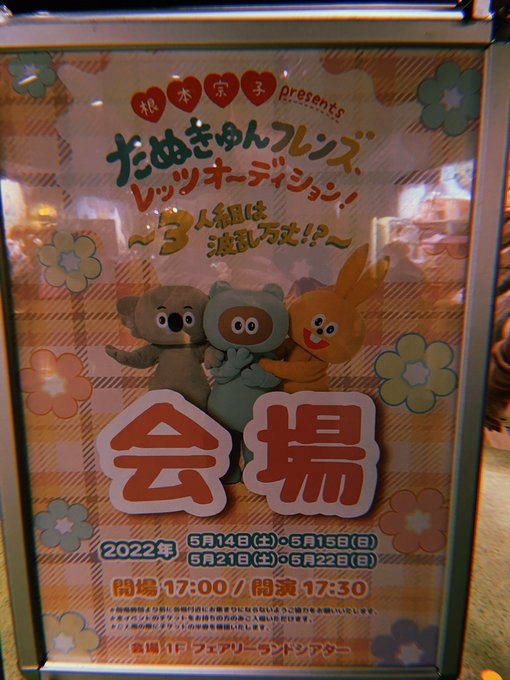 根本宗子 presents
たぬきゅんフレンズ、
レッツオーディション!
〜3人組は
波乱万丈!?〜
会場
2022年 5月14日(土)・5月15日(日)
5月21日(土)・5月22日(日)
開場 17:00 / 開演 17:30
会場 1F フェアリーランドシアター